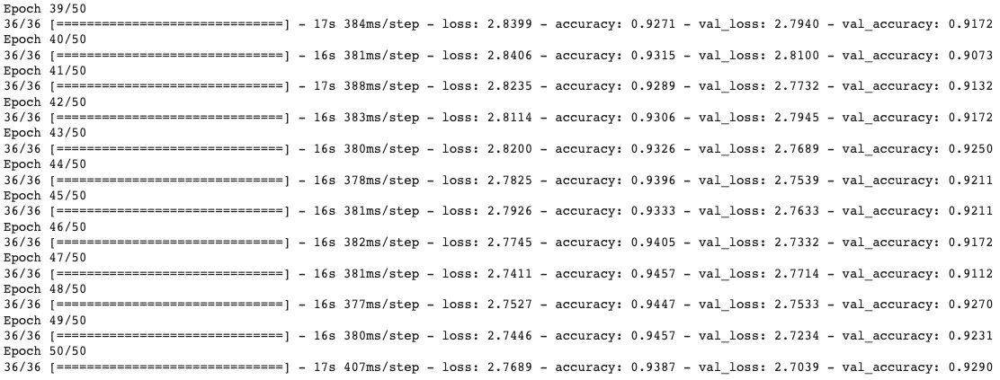 Epoch 39/50
36/36 [==============================] - 17s 384ms/step - loss: 2.8399 - accuracy: 0.9271 - val_loss: 2.7940 - val_accuracy: 0.9172
Epoch 40/50
36/36 [==============================] - 16s 381ms/step - loss: 2.8406 - accuracy: 0.9315 - val_loss: 2.8100 - val_accuracy: 0.9073
Epoch 41/50
36/36 [==============================] - 17s 388ms/step - loss: 2.8235 - accuracy: 0.9289 - val_loss: 2.7732 - val_accuracy: 0.9132
Epoch 42/50
36/36 [==============================] - 16s 383ms/step - loss: 2.8114 - accuracy: 0.9306 - val_loss: 2.7945 - val_accuracy: 0.9172
Epoch 43/50
36/36 [==============================] - 16s 380ms/step - loss: 2.8200 - accuracy: 0.9326 - val_loss: 2.7689 - val_accuracy: 0.9250
Epoch 44/50
36/36 [==============================] - 16s 378ms/step - loss: 2.7825 - accuracy: 0.9396 - val_loss: 2.7539 - val_accuracy: 0.9211
Epoch 45/50
36/36 [==============================] - 16s 381ms/step - loss: 2.7926 - accuracy: 0.9333 - val_loss: 2.7633 - val_accuracy: 0.9211
Epoch 46/50
36/36 [==============================] - 16s 382ms/step - loss: 2.7745 - accuracy: 0.9405 - val_loss: 2.7332 - val_accuracy: 0.9172
Epoch 47/50
36/36 [==============================] - 16s 381ms/step - loss: 2.7411 - accuracy: 0.9457 - val_loss: 2.7714 - val_accuracy: 0.9112
Epoch 48/50
36/36 [==============================] - 16s 377ms/step - loss: 2.7527 - accuracy: 0.9447 - val_loss: 2.7533 - val_accuracy: 0.9270
Epoch 49/50
36/36 [==============================] - 16s 380ms/step - loss: 2.7446 - accuracy: 0.9457 - val_loss: 2.7234 - val_accuracy: 0.9231
Epoch 50/50
36/36 [==============================] - 17s 407ms/step - loss: 2.7689 - accuracy: 0.9387 - val_loss: 2.7039 - val_accuracy: 0.9290